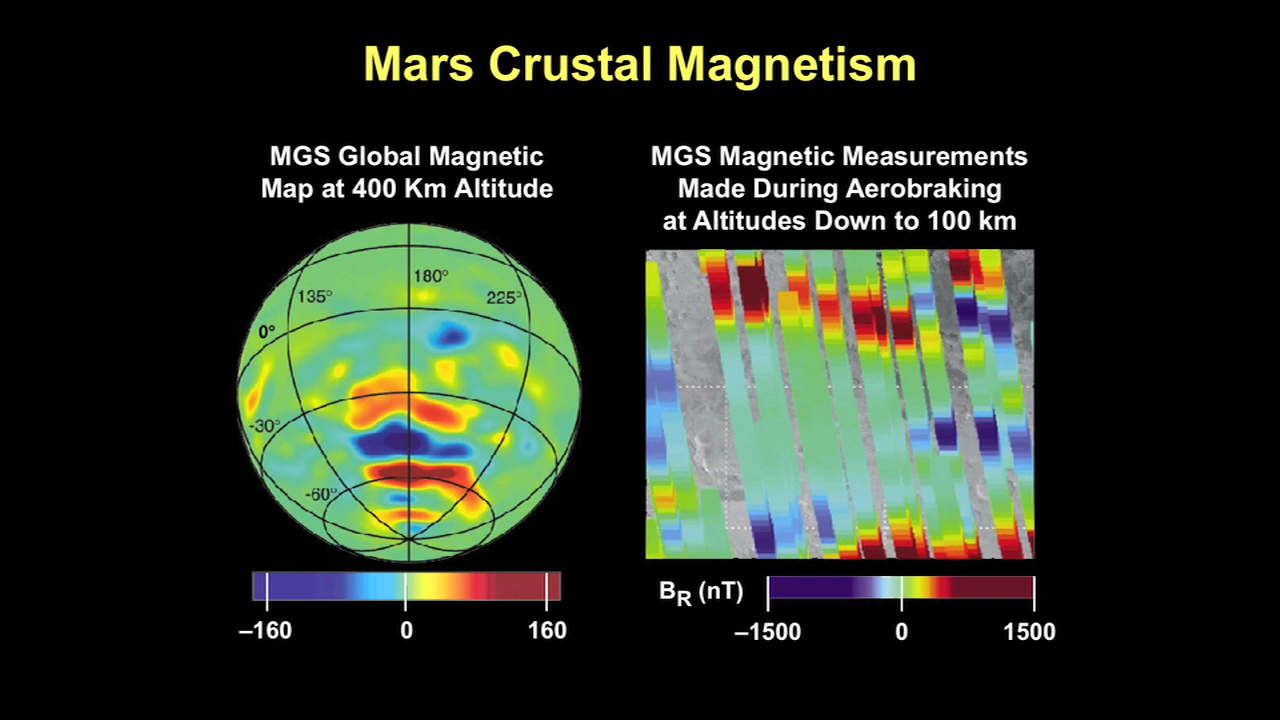 Mars Crustal Magnetism
MGS Global Magnetic
Map at 400 Km Altitude
180°
135°
225°
0°
-30°
-60°
–160
0
160
MGS Magnetic Measurements
Made During Aerobraking
at Altitudes Down to 100 km
BR (nT)
–1500
0
1500